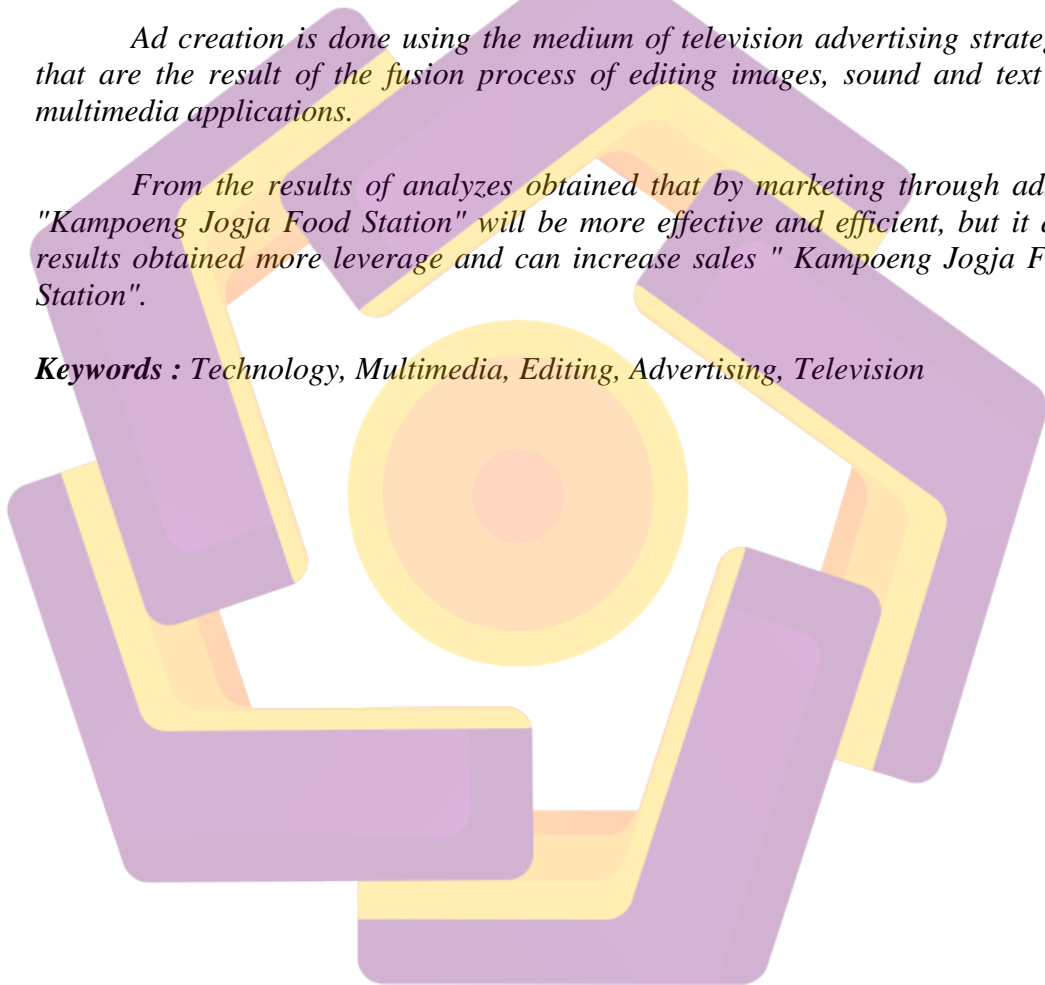 Ad creation is done using the medium of television advertising strateg
that are the result of the fusion process of editing images, sound and text
multimedia applications.
From the results of analyzes obtained that by marketing through ad
"Kampoeng Jogja Food Station" will be more effective and efficient, but it a
results obtained more leverage and can increase sales " Kampoeng Jogja F
Station".
Keywords : Technology, Multimedia, Editing, Advertising, Television